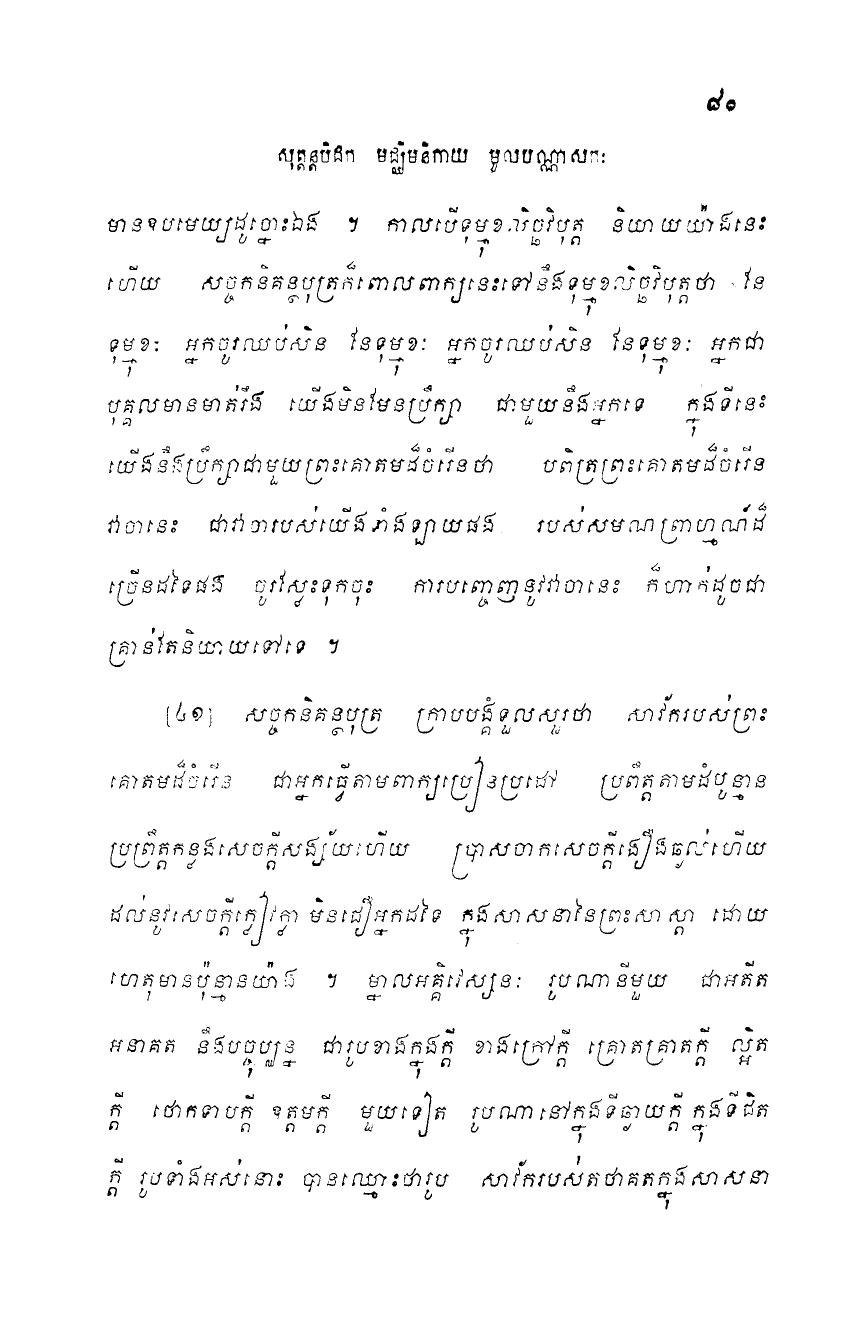 ៨០
សុត្តន្តបិដក មជ្ឈិមនិកាយ មូលបណ្ណាសកៈ
មានឧបមេយ្យដូច្នោះឯង ។ កាលបើទុម្មុខលិច្ឆវិបុត្ត និយាយយ៉ាងនេះ
ហើយ សច្ចកនិគន្ថបុត្រក៏ពោលពាក្យនេះទៅនឹងទុម្មុខលិច្ឆវិបុត្តថា នែ
ទុម្មុខៈ អ្នកចូរឈប់សិន នែទុម្មុខៈ អ្នកចូរឈប់សិន នែទុម្មុខៈ អ្នកជា
បុគ្គលមានមាត់រឹង យើងមិនមែនប្រឹក្សា ជាមួយនឹងអ្នកទេ ក្នុងទីនេះ
យើងនឹងប្រឹក្សាជាមួយព្រះគោតមដ៏ចំរើនថា បពិត្រព្រះគោតមដ៏ចំរើន
វាចានេះ ជាវាចារបស់យើងទាំងឡាយផង របស់សមណព្រាហ្មណ៍ដ៏
ច្រើនដទៃផង ចូរស្ងះទុកចុះ ការបញ្ចេញនូវវាចានេះ ក៏ហាក់ដូចជា
គ្រាន់តែនិយាយទៅទេ ។
[៤១] សច្ចកនិគន្ថបុត្រ ក្រាបបង្គំទូលសួរថា សាវ័ករបស់ព្រះ
គោតមដ៏ចំរើន ជាអ្នកធ្វើតាមពាក្យប្រៀនប្រដៅ ប្រព័ត្តតាមដំបូន្មាន
ប្រព្រឹត្តកន្លងសេចក្តីសង្ស័យហើយ ប្រាសចាកសេចក្តីងឿងឆ្ងល់ហើយ
ដល់នូវសេចក្តីក្លៀវក្លា មិនជឿអ្នកដទៃ ក្នុងសាសនានៃព្រះសាស្តា ដោយ
ហេតុមានប៉ុន្មានយ៉ាង ។ ម្នាលអគ្គិវេស្សនៈ រូបណានីមួយ ជាអតីត
អនាគត នឹងបច្ចុប្បន្ន ជារូបខាងក្នុងក្តី ខាងក្រៅក្តី គ្រោតគ្រាតក្តី ល្អិត
ក្តី ថោកទាបក្តី ឧត្តមក្តី មួយទៀត រូបណានៅក្នុងទីឆ្ងាយក្តី ក្នុងទីជិត
ក្តី រូបទាំងអស់នោះ បានឈ្មោះថារូប សាវ័ករបស់តថាគតក្នុងសាសនា